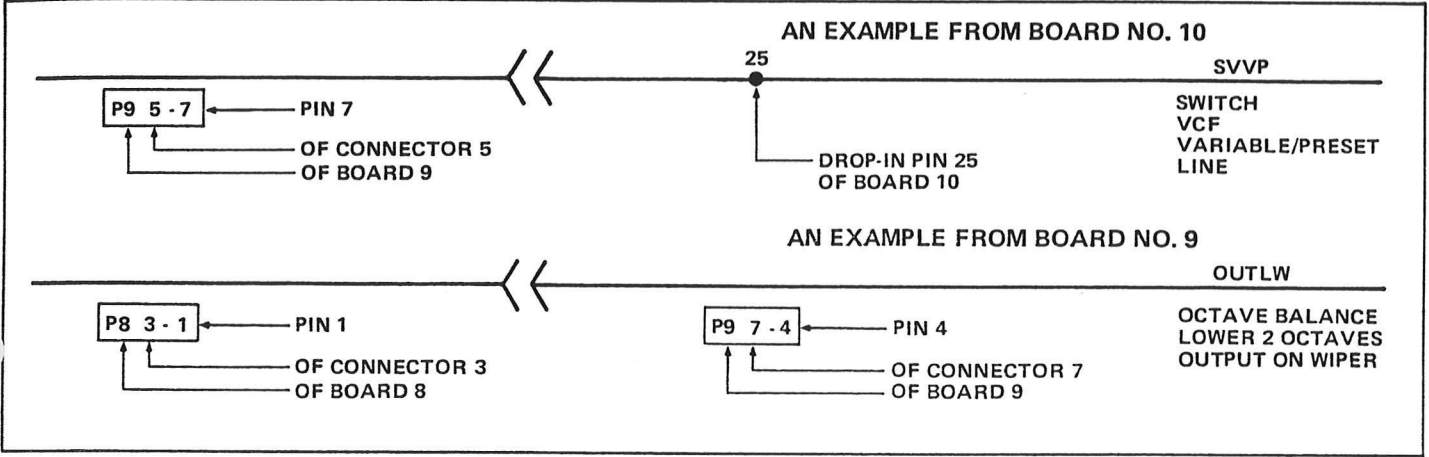 AN EXAMPLE FROM BOARD NO. 10
25
SVVP
P9 5 - 7
PIN 7
OF CONNECTOR 5
OF BOARD 9
DROP-IN PIN 25
OF BOARD 10
SWITCH
VCF
VARIABLE/PRESET
LINE
AN EXAMPLE FROM BOARD NO. 9
OUTLW
P8 3 - 1
PIN 1
OF CONNECTOR 3
OF BOARD 8
P9 7 - 4
PIN 4
OF CONNECTOR 7
OF BOARD 9
OCTAVE BALANCE
LOWER 2 OCTAVES
OUTPUT ON WIPER